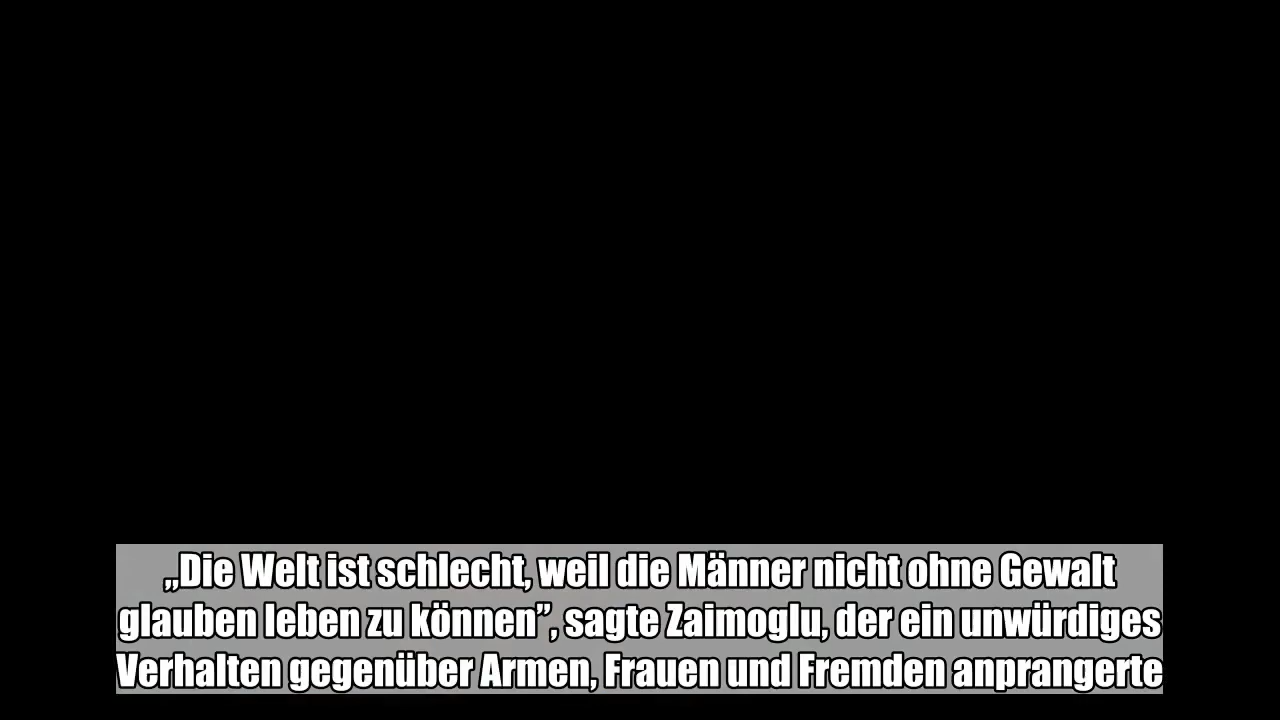 „Die Welt ist schlecht, weil die Männer nicht ohne Gewalt
glauben leben zu können”, sagte Zaimoglu, der ein unwürdiges
Verhalten gegenüber Armen, Frauen und Fremden anprangerte